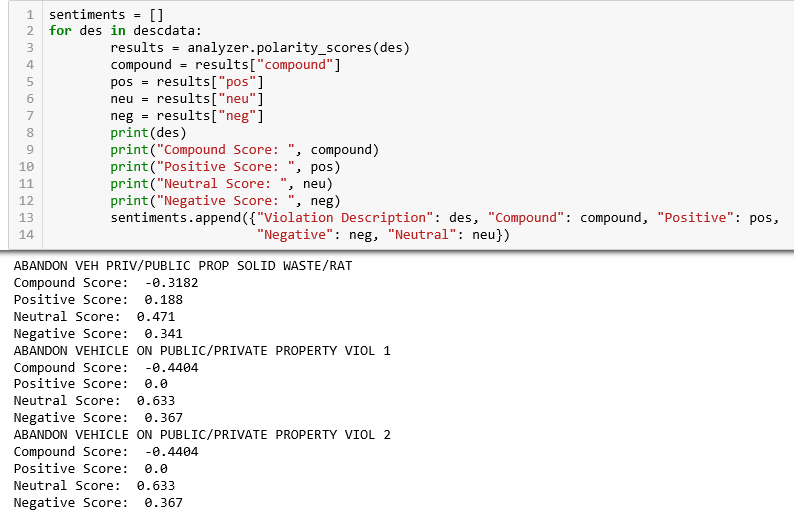 1 sentiments = []
2 for des in descdata:
3 results = analyzer.polarity_scores(des)
4 compound = results["compound"]
5 pos = results["pos"]
6 neu = results["neu"]
7 neg = results["neg"]
8 print(des)
9 print("Compound Score: ", compound)
10 print("Positive Score: ", pos)
11 print("Neutral Score: ", neu)
12 print("Negative Score: ", neg)
13 sentiments.append({"Violation Description": des, "Compound": compound, "Positive": pos,
14 "Negative": neg, "Neutral": neu})
ABANDON VEH PRIV/PUBLIC PROP SOLID WASTE/RAT
Compound Score:  -0.3182
Positive Score:  0.188
Neutral Score:  0.471
Negative Score:  0.341
ABANDON VEHICLE ON PUBLIC/PRIVATE PROPERTY VIOL 1
Compound Score:  -0.4404
Positive Score:  0.0
Neutral Score:  0.633
Negative Score:  0.367
ABANDON VEHICLE ON PUBLIC/PRIVATE PROPERTY VIOL 2
Compound Score:  -0.4404
Positive Score:  0.0
Neutral Score:  0.633
Negative Score:  0.367